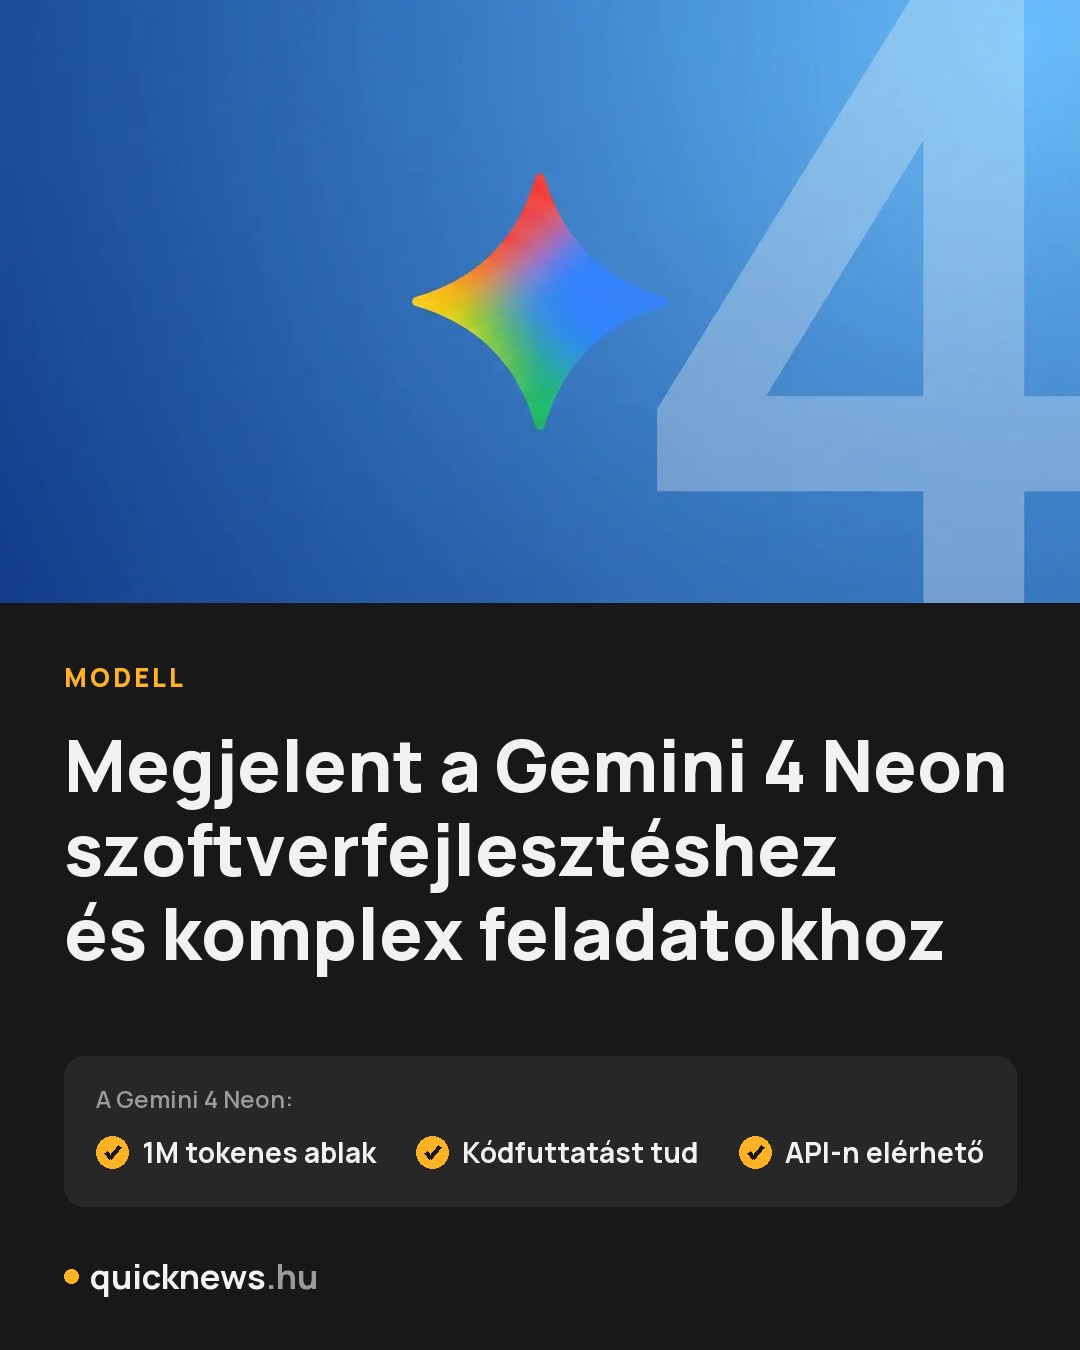 4
MODELL
Megjelent a Gemini 4 Neon
szoftverfejlesztéshez
és komplex feladatokhoz
A Gemini 4 Neon:
1M tokenes ablak Kódfuttatást tud API-n elérhető
quicknews.hu